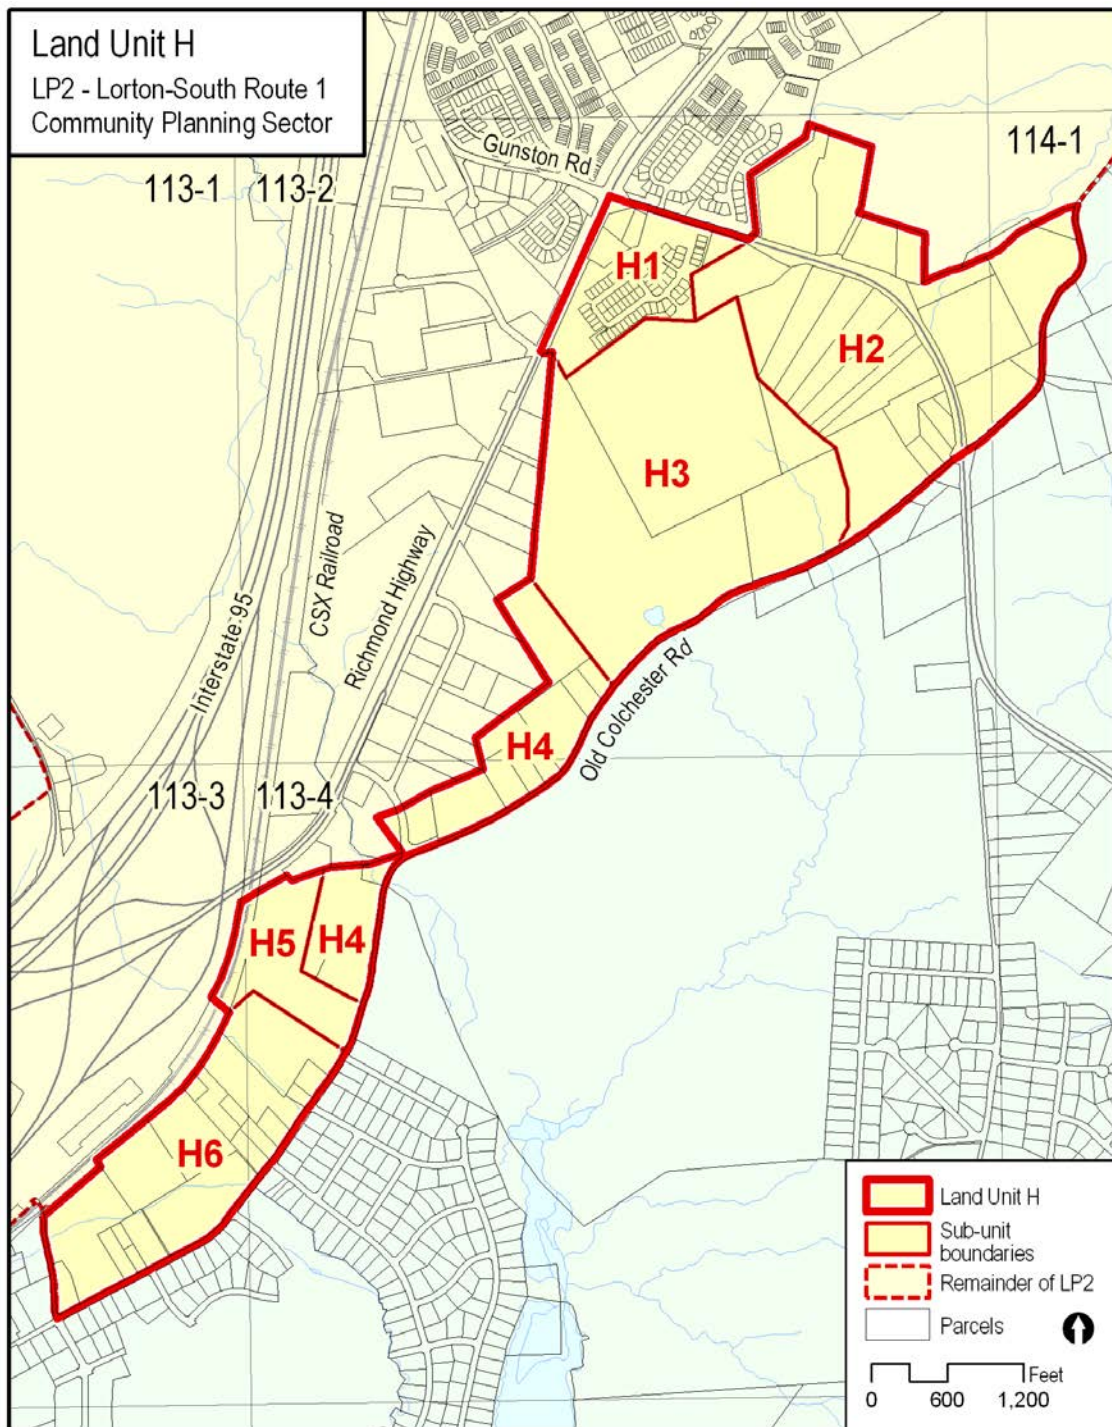 Land Unit H
LP2 - Lorton-South Route 1
Community Planning Sector
114-1
Gunston Rd
113-1
113-2
H1
H2
H3
CSX Railroad
Richmond Highway
Interstate 95
Old Colchester Rd
H4
113-3
113-4
H5
H4
H6
Land Unit H
Sub-unit
boundaries
Remainder of LP2
Parcels
Feet
0 600 1,200